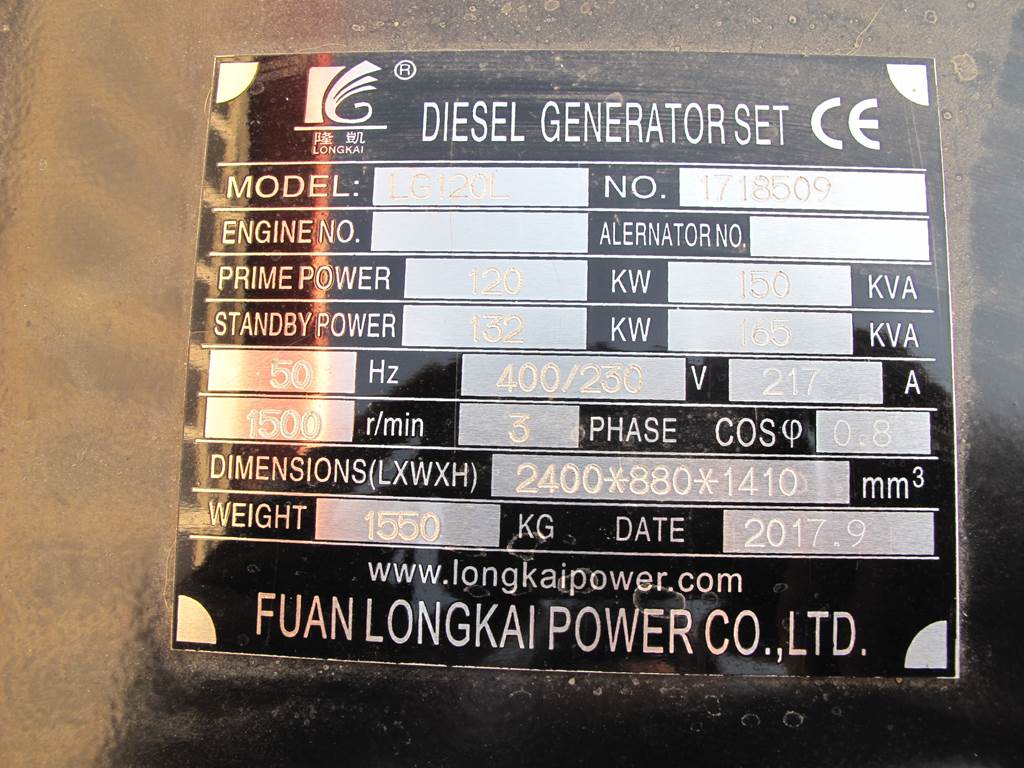 隆凱
LONGKAI
®
DIESEL GENERATOR SET CE
MODEL: LG120L NO. 1718509
ENGINE NO. ALERNATOR NO.
PRIME POWER 120 KW 150 KVA
STANDBY POWER 132 KW 165 KVA
50 Hz 400/230 V 217 A
1500 r/min 3 PHASE COSφ 0.8
DIMENSIONS(LXWXH) 2400*880*1410 mm³
WEIGHT 1550 KG DATE 2017.9
www.longkaipower.com
FUAN LONGKAI POWER CO.,LTD.